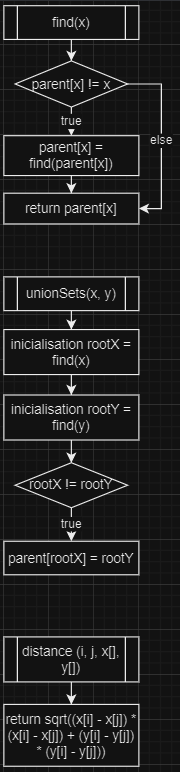 find(x)
parent[x] != x
true
else
parent[x] =
find(parent[x])
return parent[x]
unionSets(x, y)
inicialisation rootX =
find(x)
inicialisation rootY =
find(y)
rootX != rootY
true
parent[rootX] = rootY
distance (i, j, x[],
y[])
return sqrt((x[i] - x[j]) *
(x[i] - x[j]) + (y[i] - y[j])
* (y[i] - y[j]))